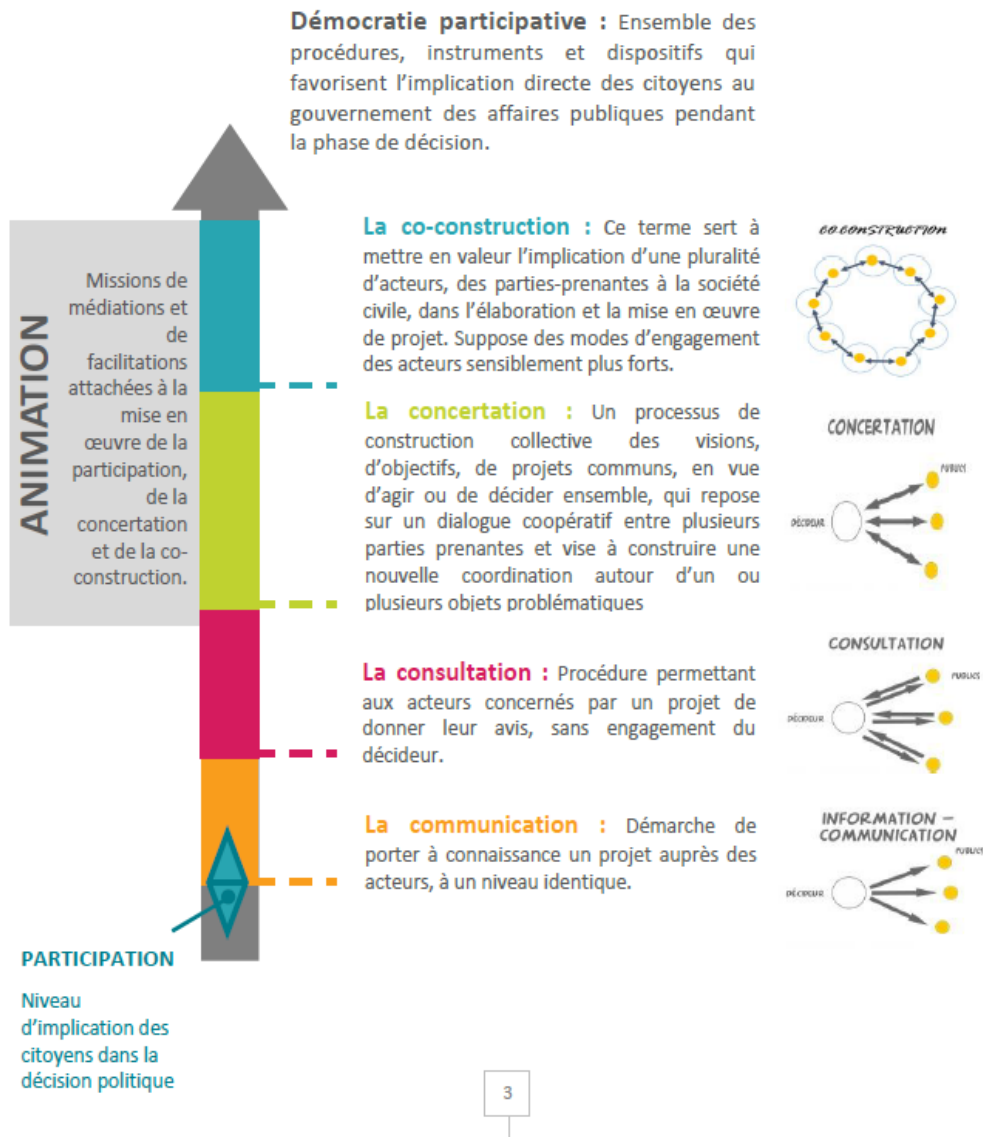 Démocratie participative : Ensemble des
procédures, instruments et dispositifs qui
favorisent l’implication directe des citoyens au
gouvernement des affaires publiques pendant
la phase de décision.
ANIMATION
Missions de
médiations et
de
facilitations
attachées à la
mise en
œuvre de la
participation,
de la
concertation
et de la co-
construction.
La co-construction : Ce terme sert à
mettre en valeur l’implication d’une pluralité
d’acteurs, des parties-prenantes à la société
civile, dans l’élaboration et la mise en œuvre
de projet. Suppose des modes d’engagement
des acteurs sensiblement plus forts.
CO-CONSTRUCTION
La concertation : Un processus de
construction collective des visions,
d’objectifs, de projets communs, en vue
d’agir ou de décider ensemble, qui repose
sur un dialogue coopératif entre plusieurs
parties prenantes et vise à construire une
nouvelle coordination autour d’un ou
plusieurs objets problématiques
CONCERTATION
PUBLICS
DÉCIDEUR
La consultation : Procédure permettant
aux acteurs concernés par un projet de
donner leur avis, sans engagement du
décideur.
CONSULTATION
PUBLICS
DÉCIDEUR
La communication : Démarche de
porter à connaissance un projet auprès des
acteurs, à un niveau identique.
INFORMATION –
COMMUNICATION
PUBLICS
DÉCIDEUR
PARTICIPATION
Niveau
d’implication des
citoyens dans la
décision politique
3